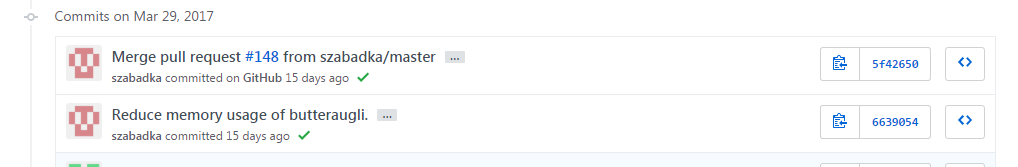 Commits on Mar 29, 2017
Merge pull request #148 from szabadka/master ...
szabadka committed on GitHub 15 days ago
5f42650
Reduce memory usage of butteraugli. ...
szabadka committed 15 days ago
6639054